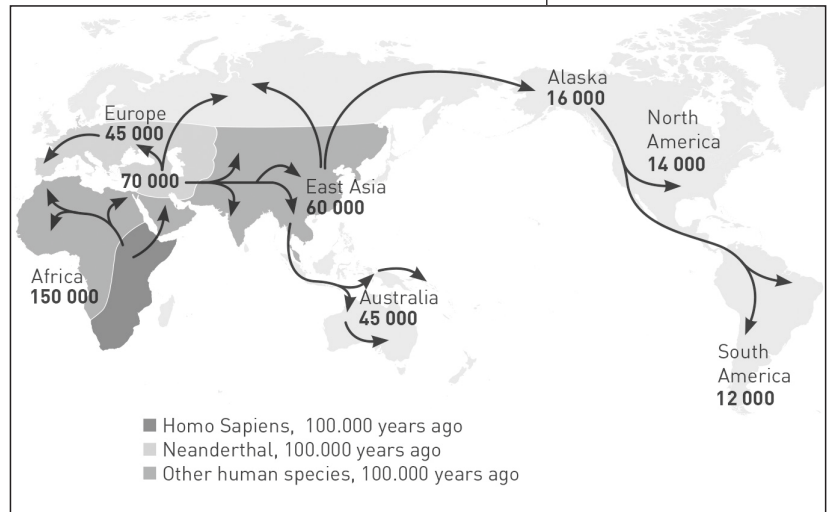 Europe
45 000
70 000
East Asia
60 000
Africa
150 000
Australia
45 000
Alaska
16 000
North
America
14 000
South
America
12 000
Homo Sapiens, 100.000 years ago
Neanderthal, 100.000 years ago
Other human species, 100.000 years ago